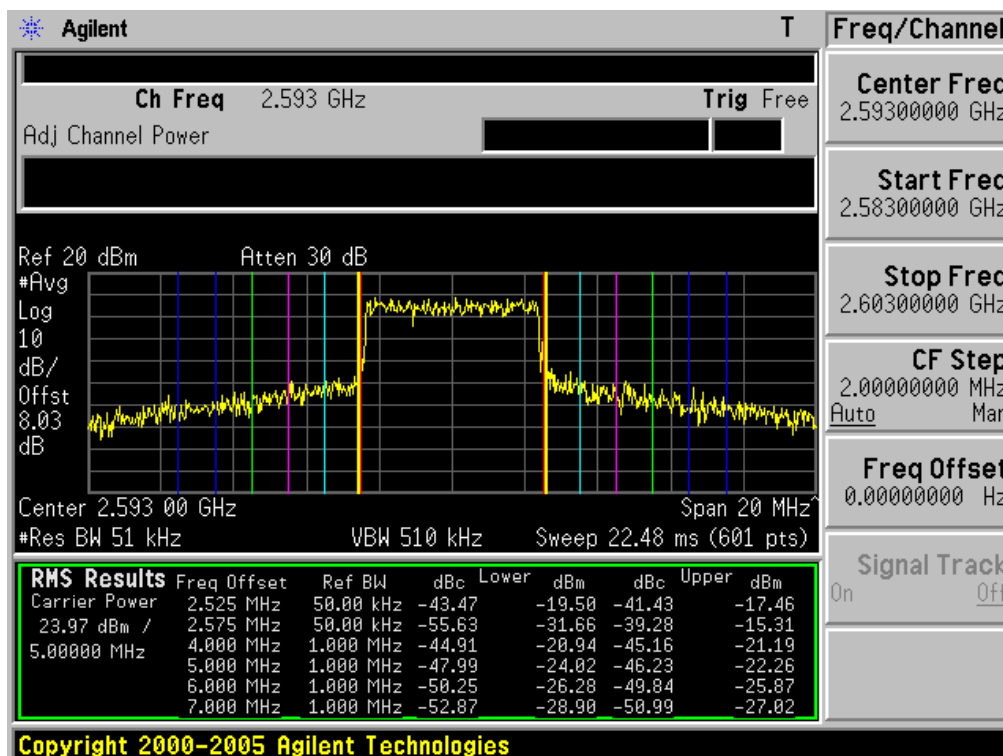 Agilent T
Ch Freq 2.593 GHz Trig Free
Adj Channel Power
Ref 20 dBm Atten 30 dB
#Avg
Log
10
dB/
Offst
8.03
dB
Center 2.593 00 GHz Span 20 MHz^
#Res BW 51 kHz VBW 510 kHz Sweep 22.48 ms (601 pts)
RMS Results Freq Offset Ref BW dBc Lower dBm dBc Upper dBm
Carrier Power 2.525 MHz 50.00 kHz -43.47 -19.50 -41.43 -17.46
23.97 dBm / 2.575 MHz 50.00 kHz -55.63 -31.66 -39.28 -15.31
5.00000 MHz 4.000 MHz 1.000 MHz -44.91 -20.94 -45.16 -21.19
5.000 MHz 1.000 MHz -47.99 -24.02 -46.23 -22.26
6.000 MHz 1.000 MHz -50.25 -26.28 -49.84 -25.87
7.000 MHz 1.000 MHz -52.87 -28.90 -50.99 -27.02
Copyright 2000-2005 Agilent Technologies
Freq/Channel
Center Freq
2.59300000 GHz
Start Freq
2.58300000 GHz
Stop Freq
2.60300000 GHz
CF Step
2.00000000 MHz
Auto Man
Freq Offset
0.00000000 Hz
Signal Track
On Off